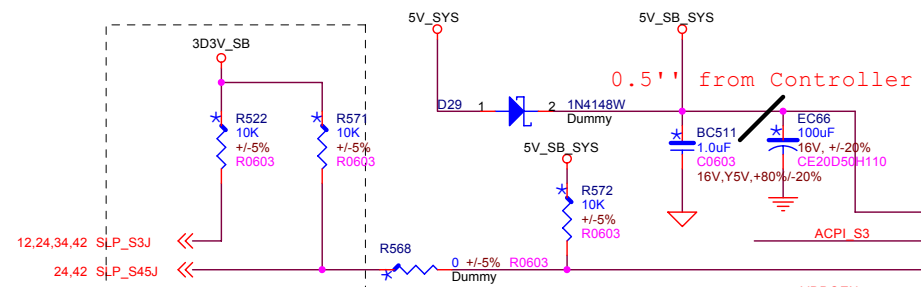 5V_SYS
5V_SB_SYS
3D3V_SB
0.5'' from Controller
D29 1 2 1N4148W
Dummy
R522
10K
+/-5%
R0603
R571
10K
+/-5%
R0603
BC511
1.0uF
C0603
16V,Y5V,+80%/-20%
EC66
100uF
16V, +/-20%
CE20D50H110
5V_SB_SYS
R572
10K
+/-5%
R0603
12,24,34,42 SLP_S3J
ACPI_S3
R568
24,42 SLP_S45J
0 +/-5% R0603
Dummy